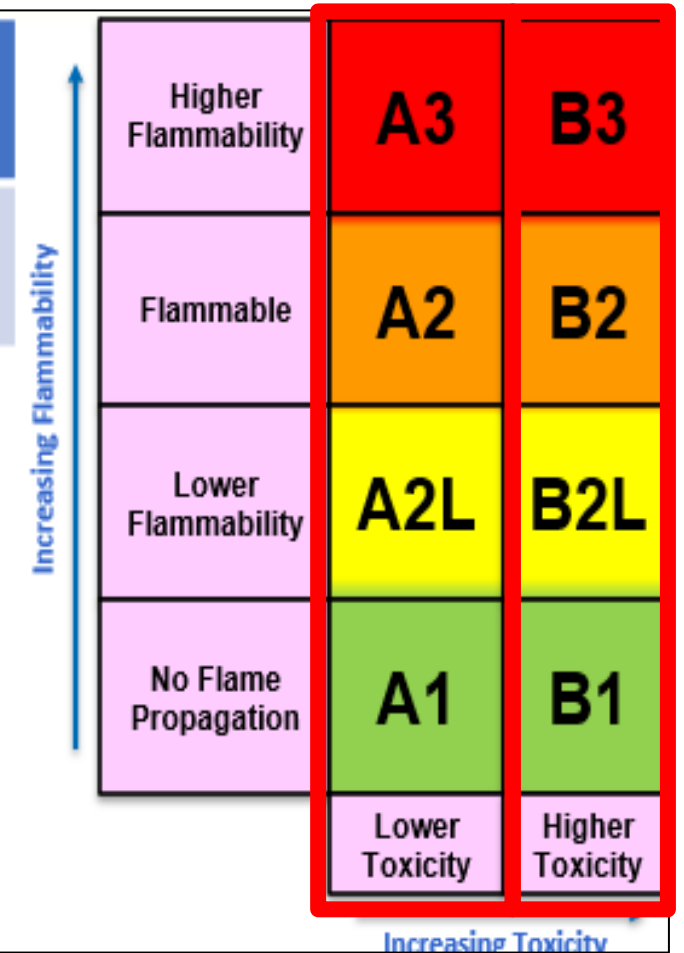 Increasing Flammability
Higher
Flammability
A3
B3
Flammable
A2
B2
Lower
Flammability
A2L
B2L
No Flame
Propagation
A1
B1
Lower
Toxicity
Higher
Toxicity
Increasing Toxicity